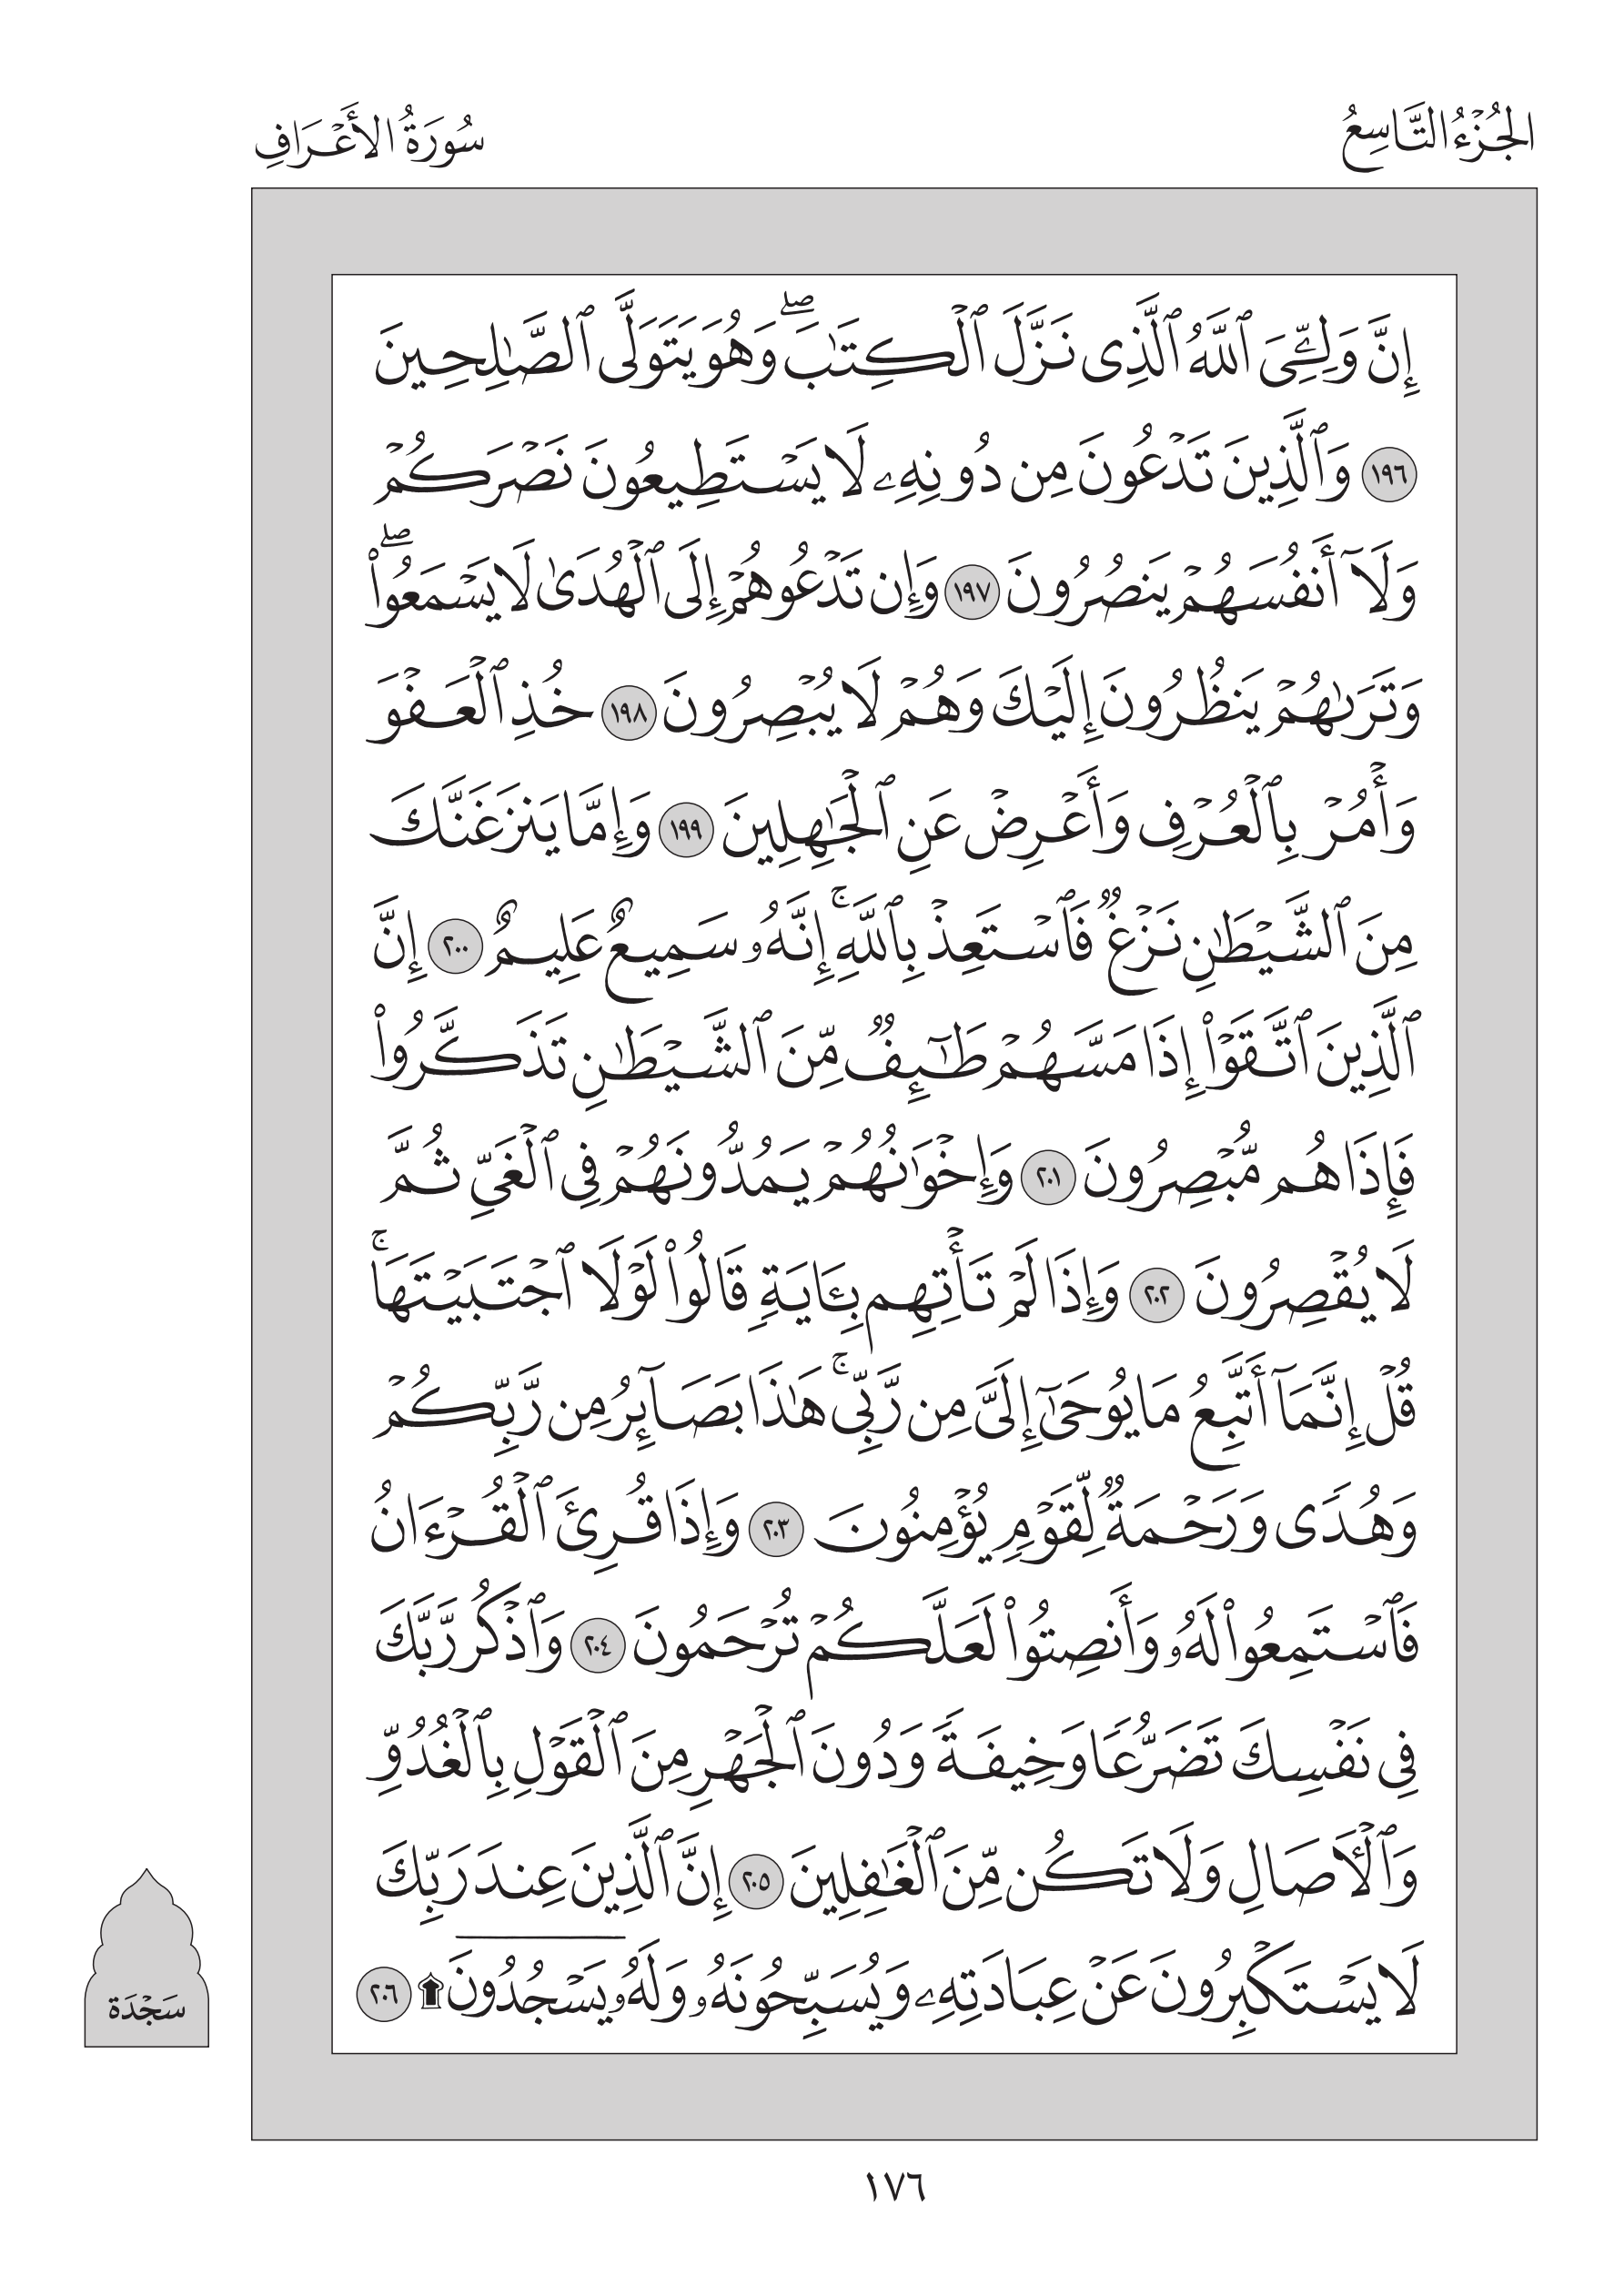 الجُزْءُ التَّاسِعُ
سُورَةُ الأَعْرَافِ
إِنَّ وَلِـِّۧىَ ٱللَّهُ ٱلَّذِى نَزَّلَ ٱلْكِتَٰبَ ۖ وَهُوَ يَتَوَلَّى ٱلصَّٰلِحِينَ
١٩٦ وَٱلَّذِينَ تَدْعُونَ مِن دُونِهِۦ لَا يَسْتَطِيعُونَ نَصْرَكُمْ
وَلَآ أَنفُسَهُمْ يَنصُرُونَ ١٩٧ وَإِن تَدْعُوهُمْ إِلَى ٱلْهُدَىٰ لَا يَسْمَعُوا۟ ۖ
وَتَرَىٰهُمْ يَنظُرُونَ إِلَيْكَ وَهُمْ لَا يُبْصِرُونَ ١٩٨ خُذِ ٱلْعَفْوَ
وَأْمُرْ بِٱلْعُرْفِ وَأَعْرِضْ عَنِ ٱلْجَٰهِلِينَ ١٩٩ وَإِمَّا يَنزَغَنَّكَ
مِنَ ٱلشَّيْطَٰنِ نَزْغٌ فَٱسْتَعِذْ بِٱللَّهِ ۚ إِنَّهُۥ سَمِيعٌ عَلِيمٌ ٢٠٠ إِنَّ
ٱلَّذِينَ ٱتَّقَوْا۟ إِذَا مَسَّهُمْ طَٰٓئِفٌ مِّنَ ٱلشَّيْطَٰنِ تَذَكَّرُوا۟
فَإِذَا هُم مُّبْصِرُونَ ٢٠١ وَإِخْوَٰنُهُمْ يَمُدُّونَهُمْ فِى ٱلْغَىِّ ثُمَّ
لَا يُقْصِرُونَ ٢٠٢ وَإِذَا لَمْ تَأْتِهِم بِـَٔايَةٍ قَالُوا۟ لَوْلَا ٱجْتَبَيْتَهَا ۚ
قُلْ إِنَّمَآ أَتَّبِعُ مَا يُوحَىٰٓ إِلَىَّ مِن رَّبِّى ۚ هَٰذَا بَصَآئِرُ مِن رَّبِّكُمْ
وَهُدًى وَرَحْمَةٌ لِّقَوْمٍ يُؤْمِنُونَ ٢٠٣ وَإِذَا قُرِئَ ٱلْقُرْءَانُ
فَٱسْتَمِعُوا۟ لَهُۥ وَأَنصِتُوا۟ لَعَلَّكُمْ تُرْحَمُونَ ٢٠٤ وَٱذْكُر رَّبَّكَ
فِى نَفْسِكَ تَضَرُّعًا وَخِيفَةً وَدُونَ ٱلْجَهْرِ مِنَ ٱلْقَوْلِ بِٱلْغُدُوِّ
وَٱلْـَٔاصَالِ وَلَا تَكُن مِّنَ ٱلْغَٰفِلِينَ ٢٠٥ إِنَّ ٱلَّذِينَ عِندَ رَبِّكَ
لَا يَسْتَكْبِرُونَ عَنْ عِبَادَتِهِۦ وَيُسَبِّحُونَهُۥ وَلَهُۥ يَسْجُدُونَ ۩ ٢٠٦
سَجْدَة
١٧٦